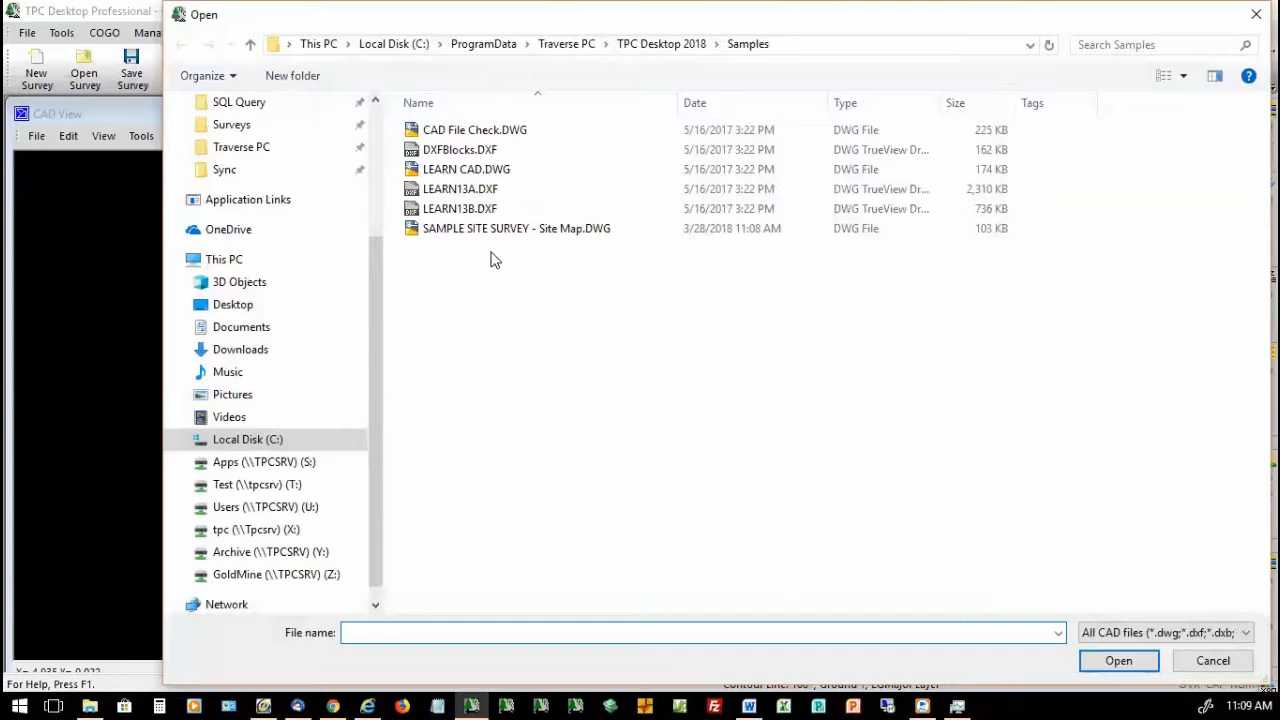 TPC Desktop Professional -
Open
File Tools COGO Mana
This PC Local Disk (C:) ProgramData Traverse PC TPC Desktop 2018 Samples
Search Samples
New Survey
Open Survey
Save Survey
Organize
New folder
CAD View
File Edit View Tools
SQL Query
Surveys
Traverse PC
Sync
Application Links
OneDrive
This PC
3D Objects
Desktop
Documents
Downloads
Music
Pictures
Videos
Local Disk (C:)
Apps (\\TPCSRV) (S:)
Test (\\tpcsrv) (T:)
Users (\\TPCSRV) (U:)
tpc (\\Tpcsrv) (X:)
Archive (\\TPCSRV) (Y:)
GoldMine (\\TPCSRV) (Z:)
Network
Name Date Type Size Tags
CAD File Check.DWG 5/16/2017 3:22 PM DWG File 225 KB
DXFBlocks.DXF 5/16/2017 3:22 PM DWG TrueView Dr... 162 KB
LEARN CAD.DWG 5/16/2017 3:22 PM DWG File 174 KB
LEARN13A.DXF 5/16/2017 3:22 PM DWG TrueView Dr... 2,310 KB
LEARN13B.DXF 5/16/2017 3:22 PM DWG TrueView Dr... 736 KB
SAMPLE SITE SURVEY - Site Map.DWG 3/28/2018 11:08 AM DWG File 103 KB
File name:
All CAD files (*.dwg;*.dxf;*.dxb;
Open Cancel
For Help, Press F1.
11:09 AM